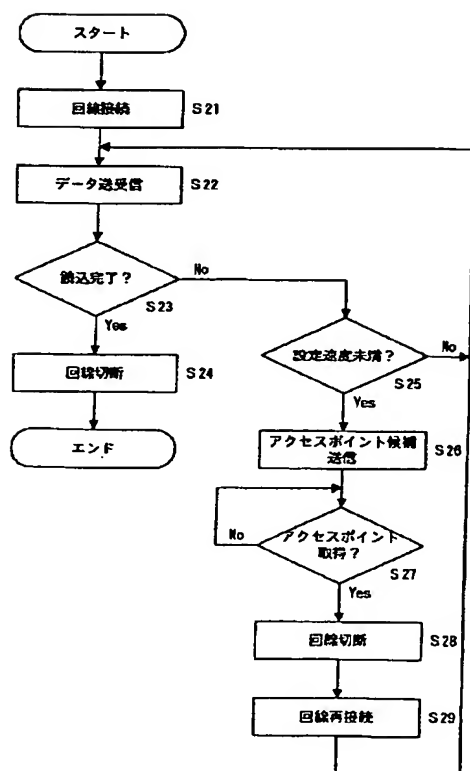 スタート
回線接続
S21
データ送受信
S22
読込完了？
No
S23
Yes
回線切断
S24
エンド
設定速度未満？
No
S25
Yes
アクセスポイント候補
送信
S26
アクセスポイント
取得？
No
S27
Yes
回線切断
S28
回線再接続
S29